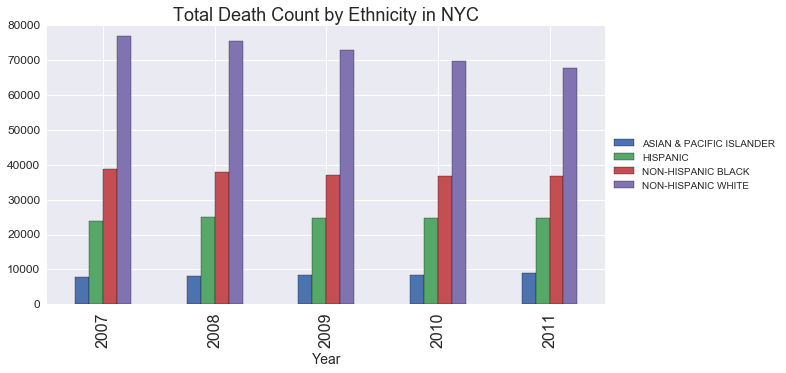 Total Death Count by Ethnicity in NYC
80000
70000
60000
50000
40000
30000
20000
10000
0
2007
2008
2009
2010
2011
Year
ASIAN & PACIFIC ISLANDER
HISPANIC
NON-HISPANIC BLACK
NON-HISPANIC WHITE